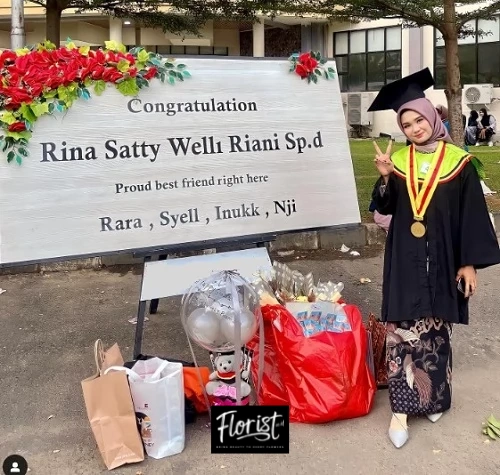 Congratulation
Rina Satty Wellı Riani Sp.d
Proud best friend right here
Rara , Syell , Inukk , Nji
Florist